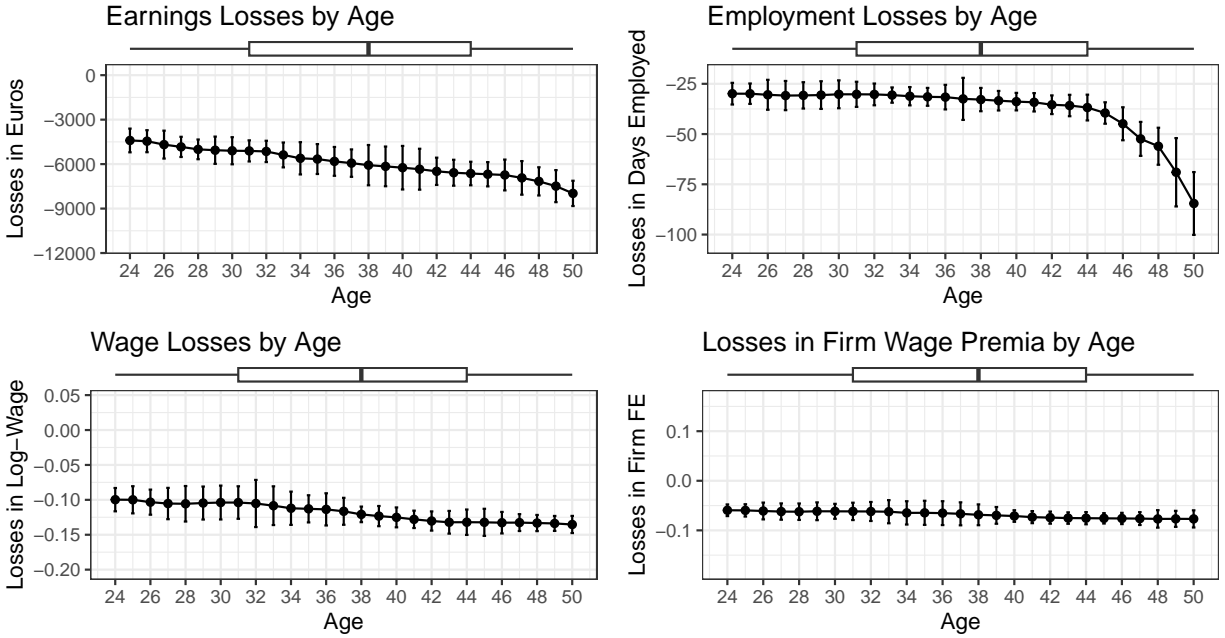 Earnings Losses by Age
Losses in Euros
0
−3000
−6000
−9000
−12000
24 26 28 30 32 34 36 38 40 42 44 46 48 50
Age
Employment Losses by Age
Losses in Days Employed
−25
−50
−75
−100
24 26 28 30 32 34 36 38 40 42 44 46 48 50
Age
Wage Losses by Age
Losses in Log−Wage
0.05
0.00
−0.05
−0.10
−0.15
−0.20
24 26 28 30 32 34 36 38 40 42 44 46 48 50
Age
Losses in Firm Wage Premia by Age
Losses in Firm FE
0.1
0.0
−0.1
24 26 28 30 32 34 36 38 40 42 44 46 48 50
Age